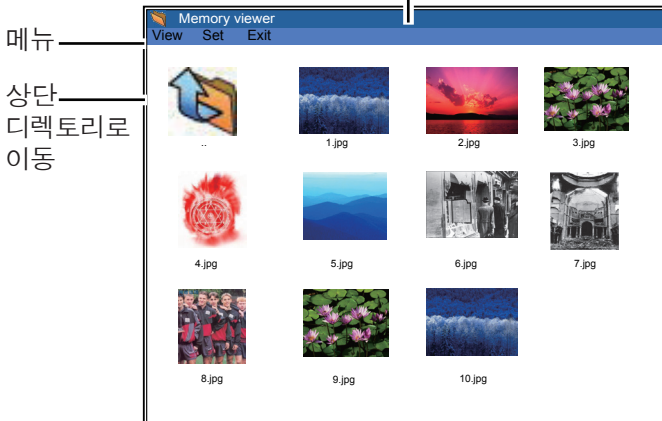 Memory viewer
View Set Exit
메뉴
상단
디렉토리로
이동
..
1.jpg
2.jpg
3.jpg
4.jpg
5.jpg
6.jpg
7.jpg
8.jpg
9.jpg
10.jpg